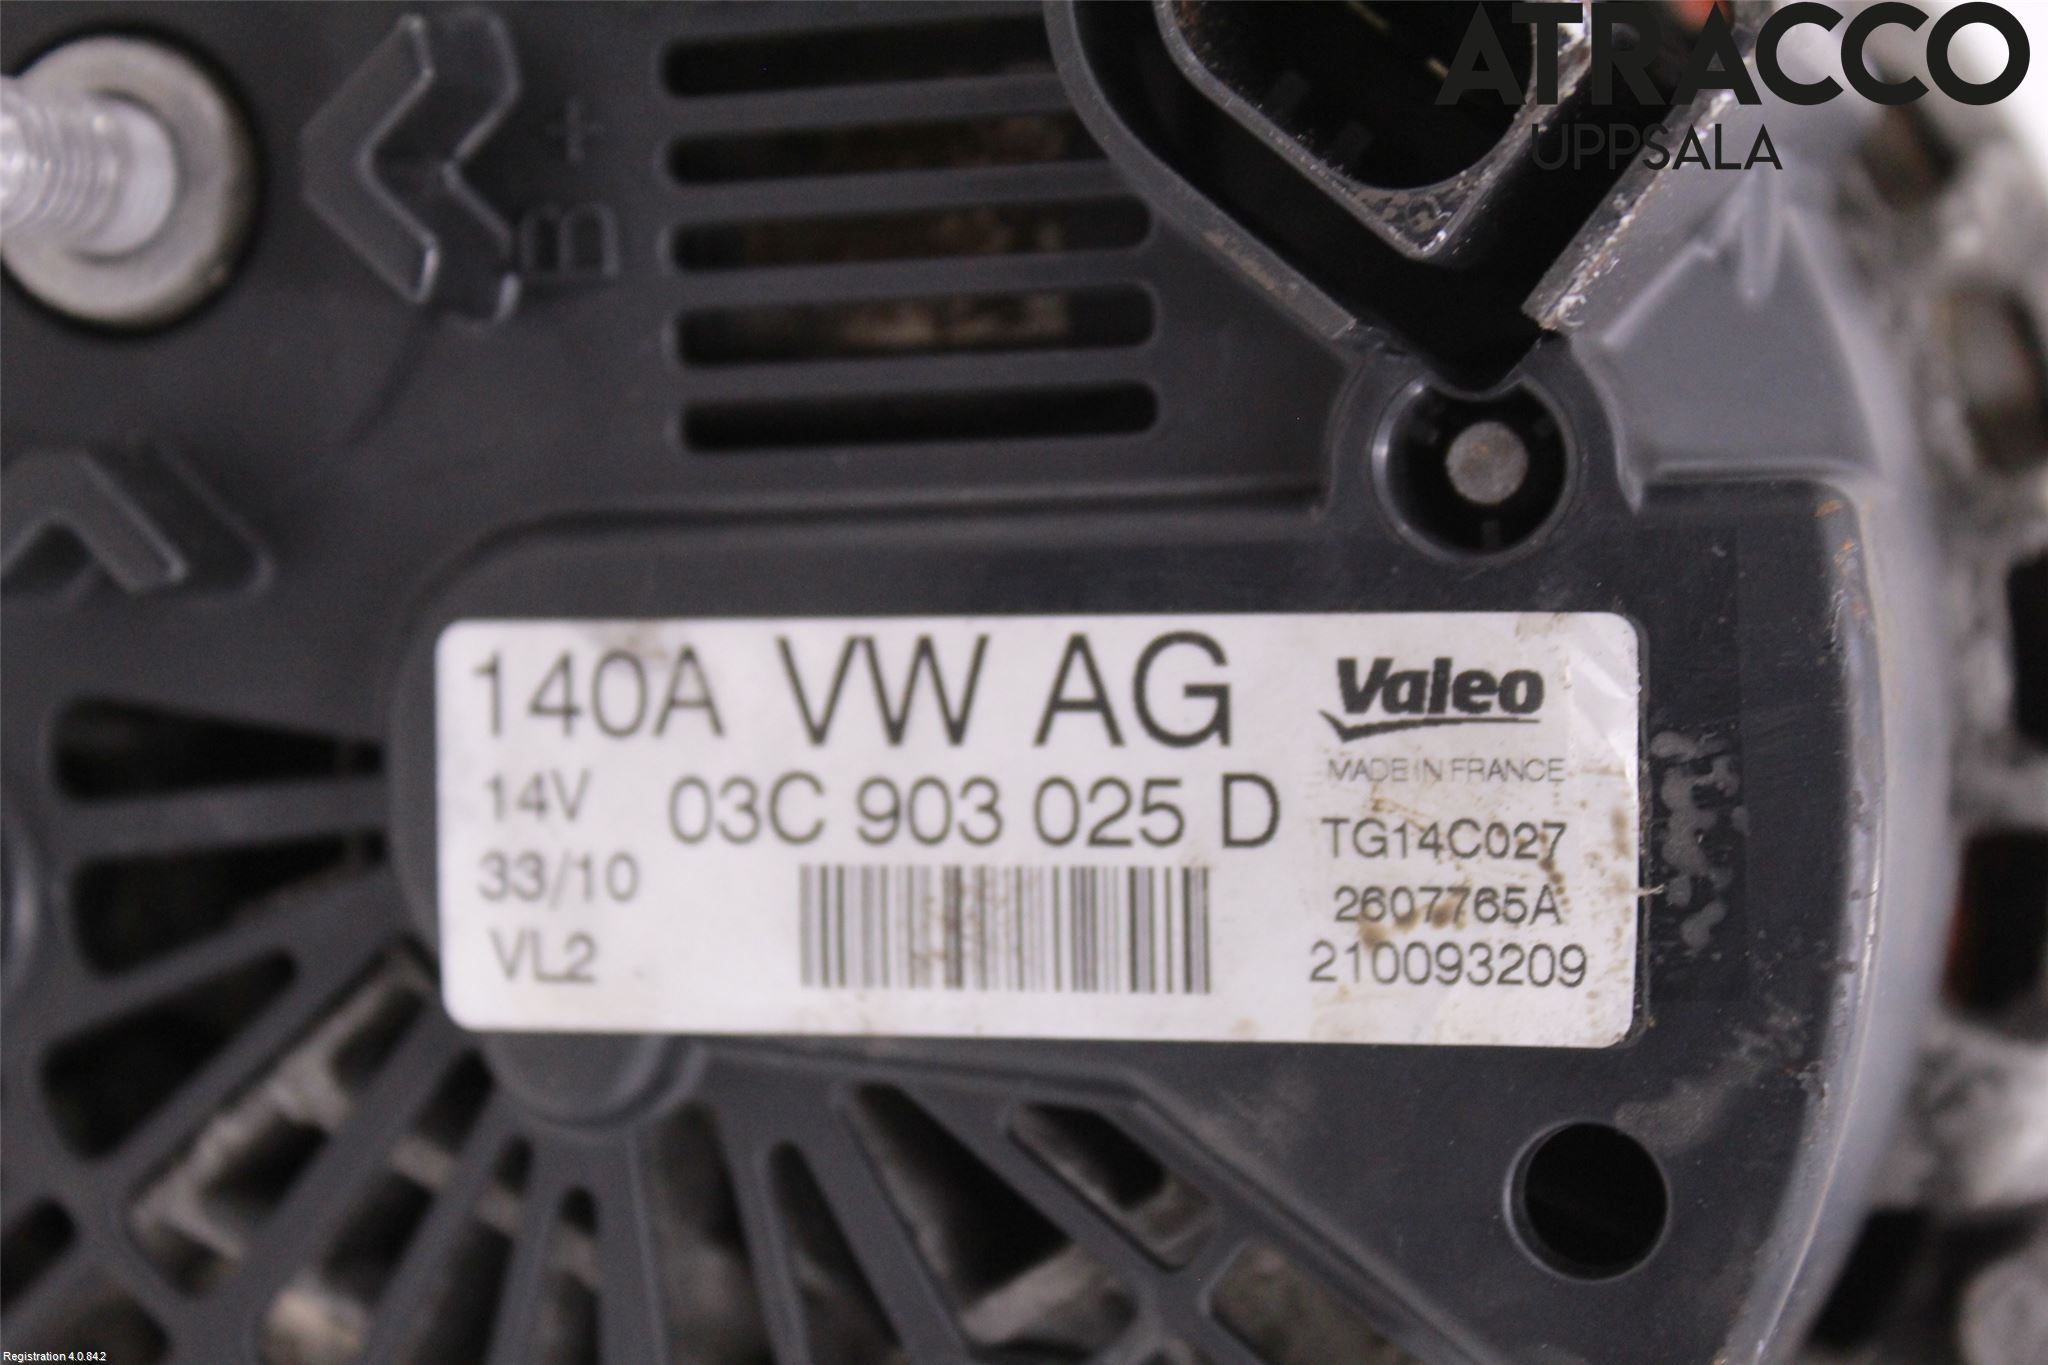 ATRACCO
UPPSALA
B+
140A VW AG
14V 03C 903 025 D
33/10
VL2
Valeo
MADE IN FRANCE
TG14C027
2607765A
210093209
Registration 4.0.84.2